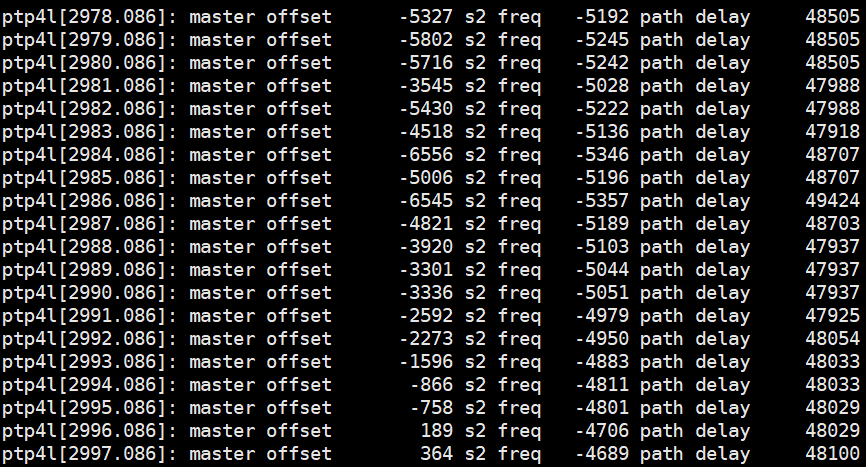 ptp4l[2978.086]: master offset -5327 s2 freq -5192 path delay 48505
ptp4l[2979.086]: master offset -5802 s2 freq -5245 path delay 48505
ptp4l[2980.086]: master offset -5716 s2 freq -5242 path delay 48505
ptp4l[2981.086]: master offset -3545 s2 freq -5028 path delay 47988
ptp4l[2982.086]: master offset -5430 s2 freq -5222 path delay 47988
ptp4l[2983.086]: master offset -4518 s2 freq -5136 path delay 47918
ptp4l[2984.086]: master offset -6556 s2 freq -5346 path delay 48707
ptp4l[2985.086]: master offset -5006 s2 freq -5196 path delay 48707
ptp4l[2986.086]: master offset -6545 s2 freq -5357 path delay 49424
ptp4l[2987.086]: master offset -4821 s2 freq -5189 path delay 48703
ptp4l[2988.086]: master offset -3920 s2 freq -5103 path delay 47937
ptp4l[2989.086]: master offset -3301 s2 freq -5044 path delay 47937
ptp4l[2990.086]: master offset -3336 s2 freq -5051 path delay 47937
ptp4l[2991.086]: master offset -2592 s2 freq -4979 path delay 47925
ptp4l[2992.086]: master offset -2273 s2 freq -4950 path delay 48054
ptp4l[2993.086]: master offset -1596 s2 freq -4883 path delay 48033
ptp4l[2994.086]: master offset -866 s2 freq -4811 path delay 48033
ptp4l[2995.086]: master offset -758 s2 freq -4801 path delay 48029
ptp4l[2996.086]: master offset 189 s2 freq -4706 path delay 48029
ptp4l[2997.086]: master offset 364 s2 freq -4689 path delay 48100